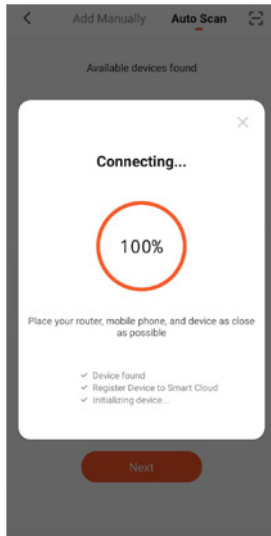 Add Manually Auto Scan
Available devices found
Connecting...
100%
Place your router, mobile phone, and device as close
as possible
Device found
Register Device to Smart Cloud
Initializing device...
Next